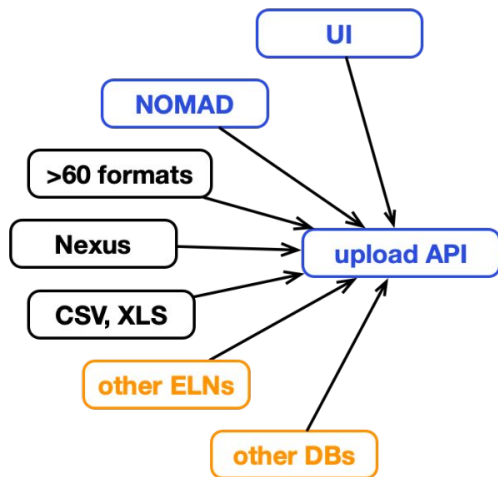 UI
NOMAD
>60 formats
Nexus
upload API
CSV, XLS
other ELNs
other DBs